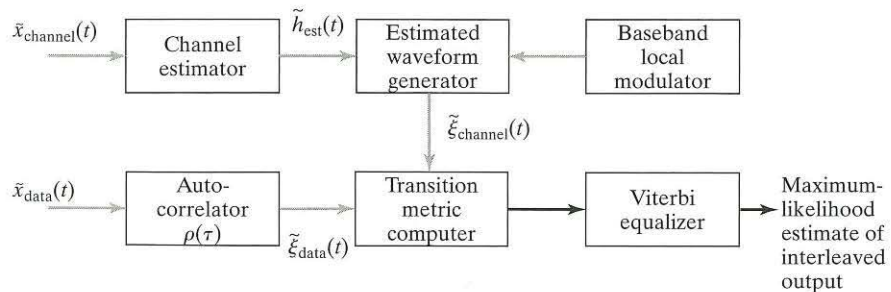 x̃channel(t)
Channel
estimator
h̃est(t)
Estimated
waveform
generator
Baseband
local
modulator
ξ̃channel(t)
x̃data(t)
Auto-
correlator
ρ(τ)
ξ̃data(t)
Transition
metric
computer
Viterbi
equalizer
Maximum-
likelihood
estimate of
interleaved
output